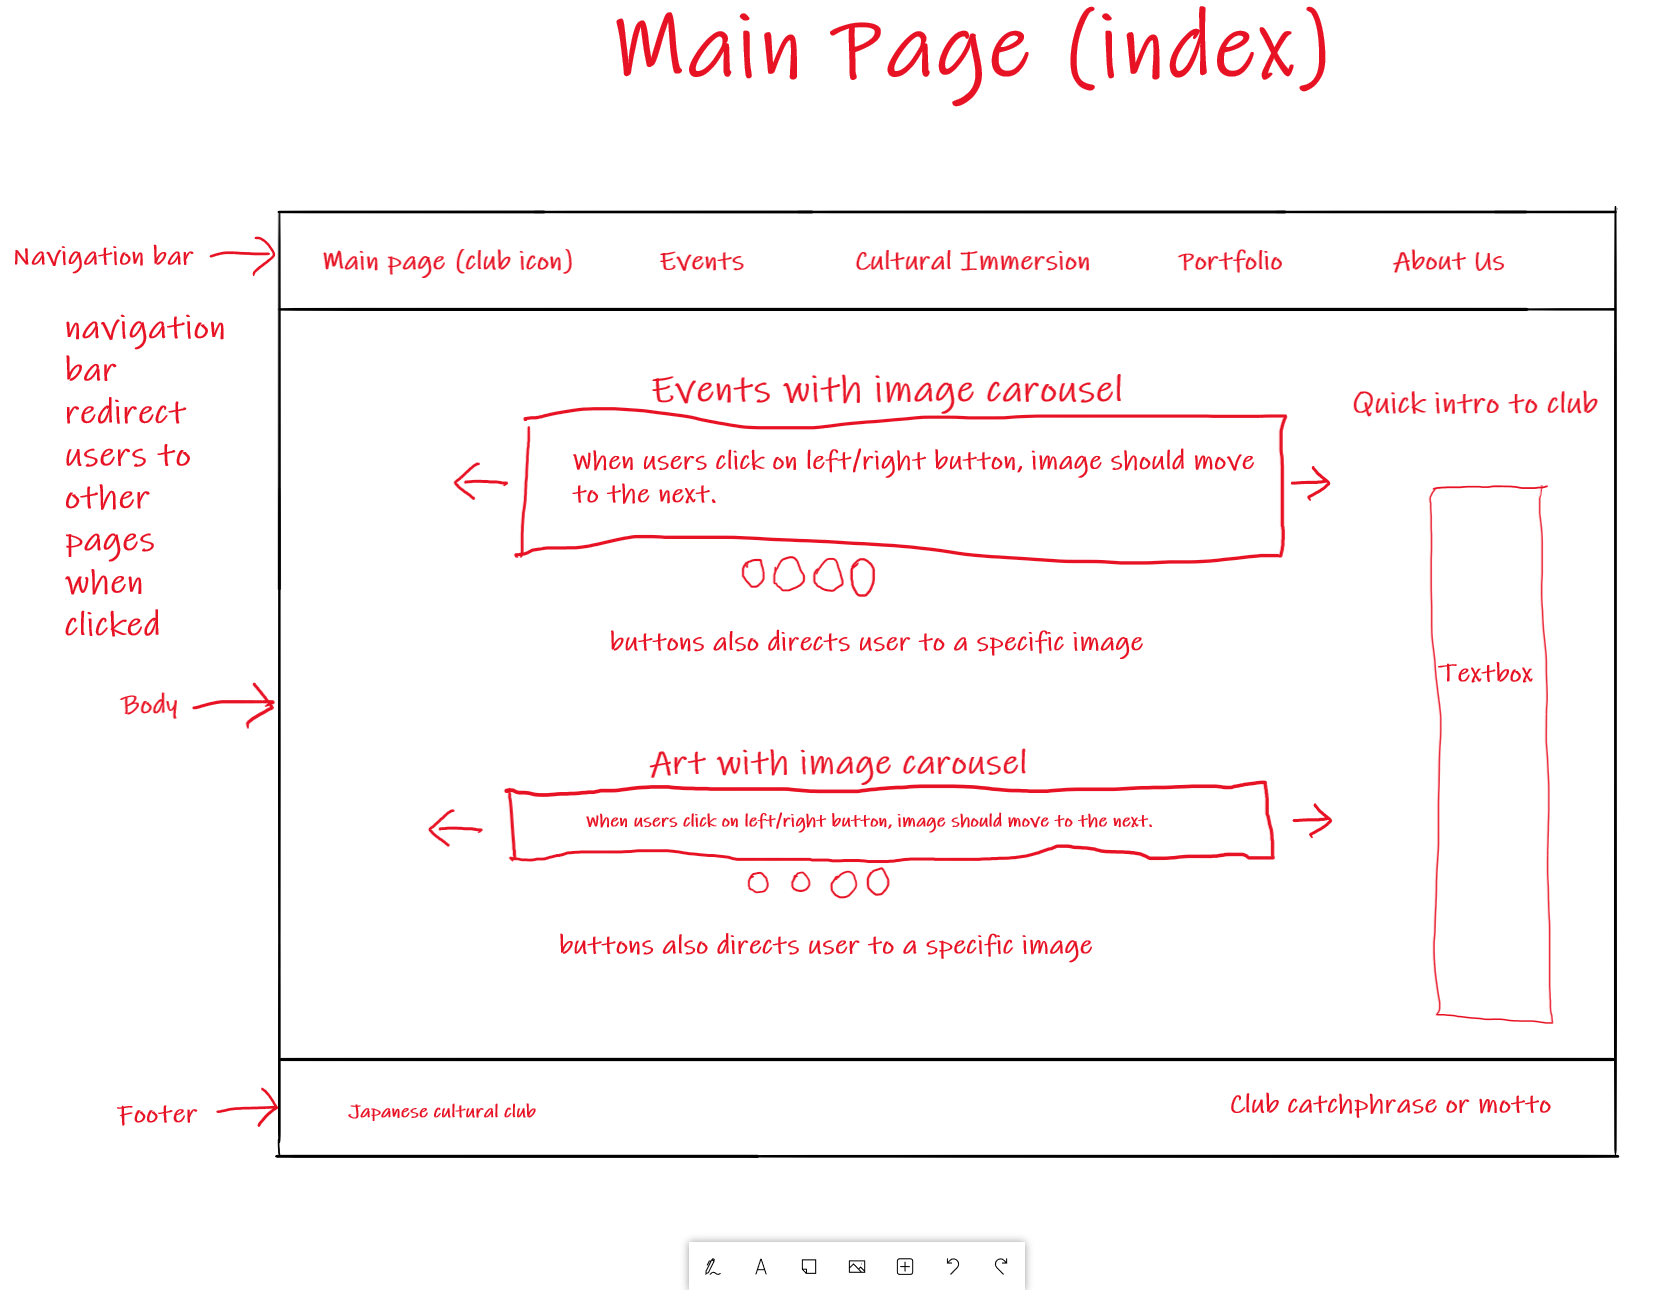 Main Page (index)
Navigation bar
Main page (club icon)
Events
Cultural Immersion
Portfolio
About Us
navigation
bar
redirect
users to
other
pages
when
clicked
Events with image carousel
Quick intro to club
When users click on left/right button, image should move
to the next.
buttons also directs user to a specific image
Textbox
Body
Art with image carousel
When users click on left/right button, image should move to the next.
buttons also directs user to a specific image
Footer
Japanese cultural club
Club catchphrase or motto